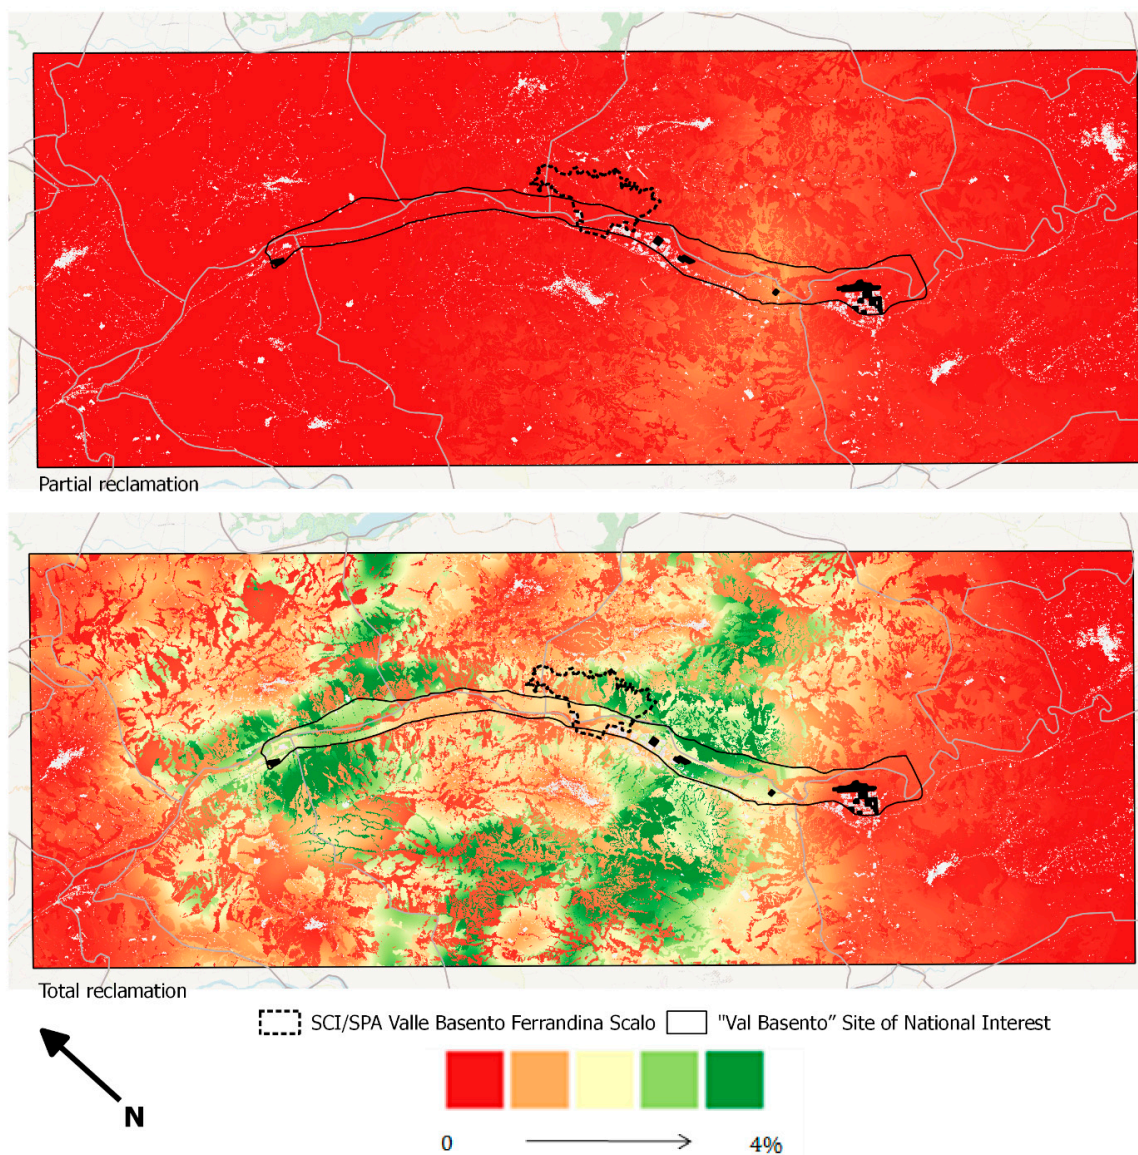 Partial reclamation
Total reclamation
SCI/SPA Valle Basento Ferrandina Scalo
"Val Basento” Site of National Interest
N
0
4%